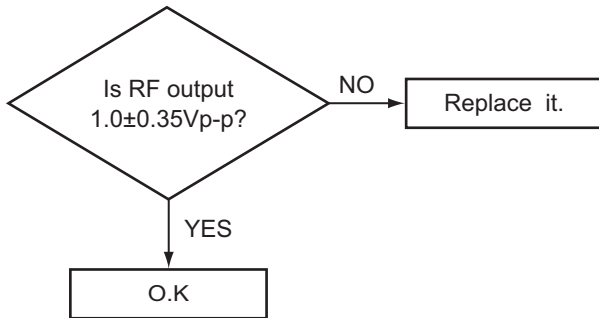 Is RF output
1.0±0.35Vp-p?
NO
Replace it.
YES
O.K